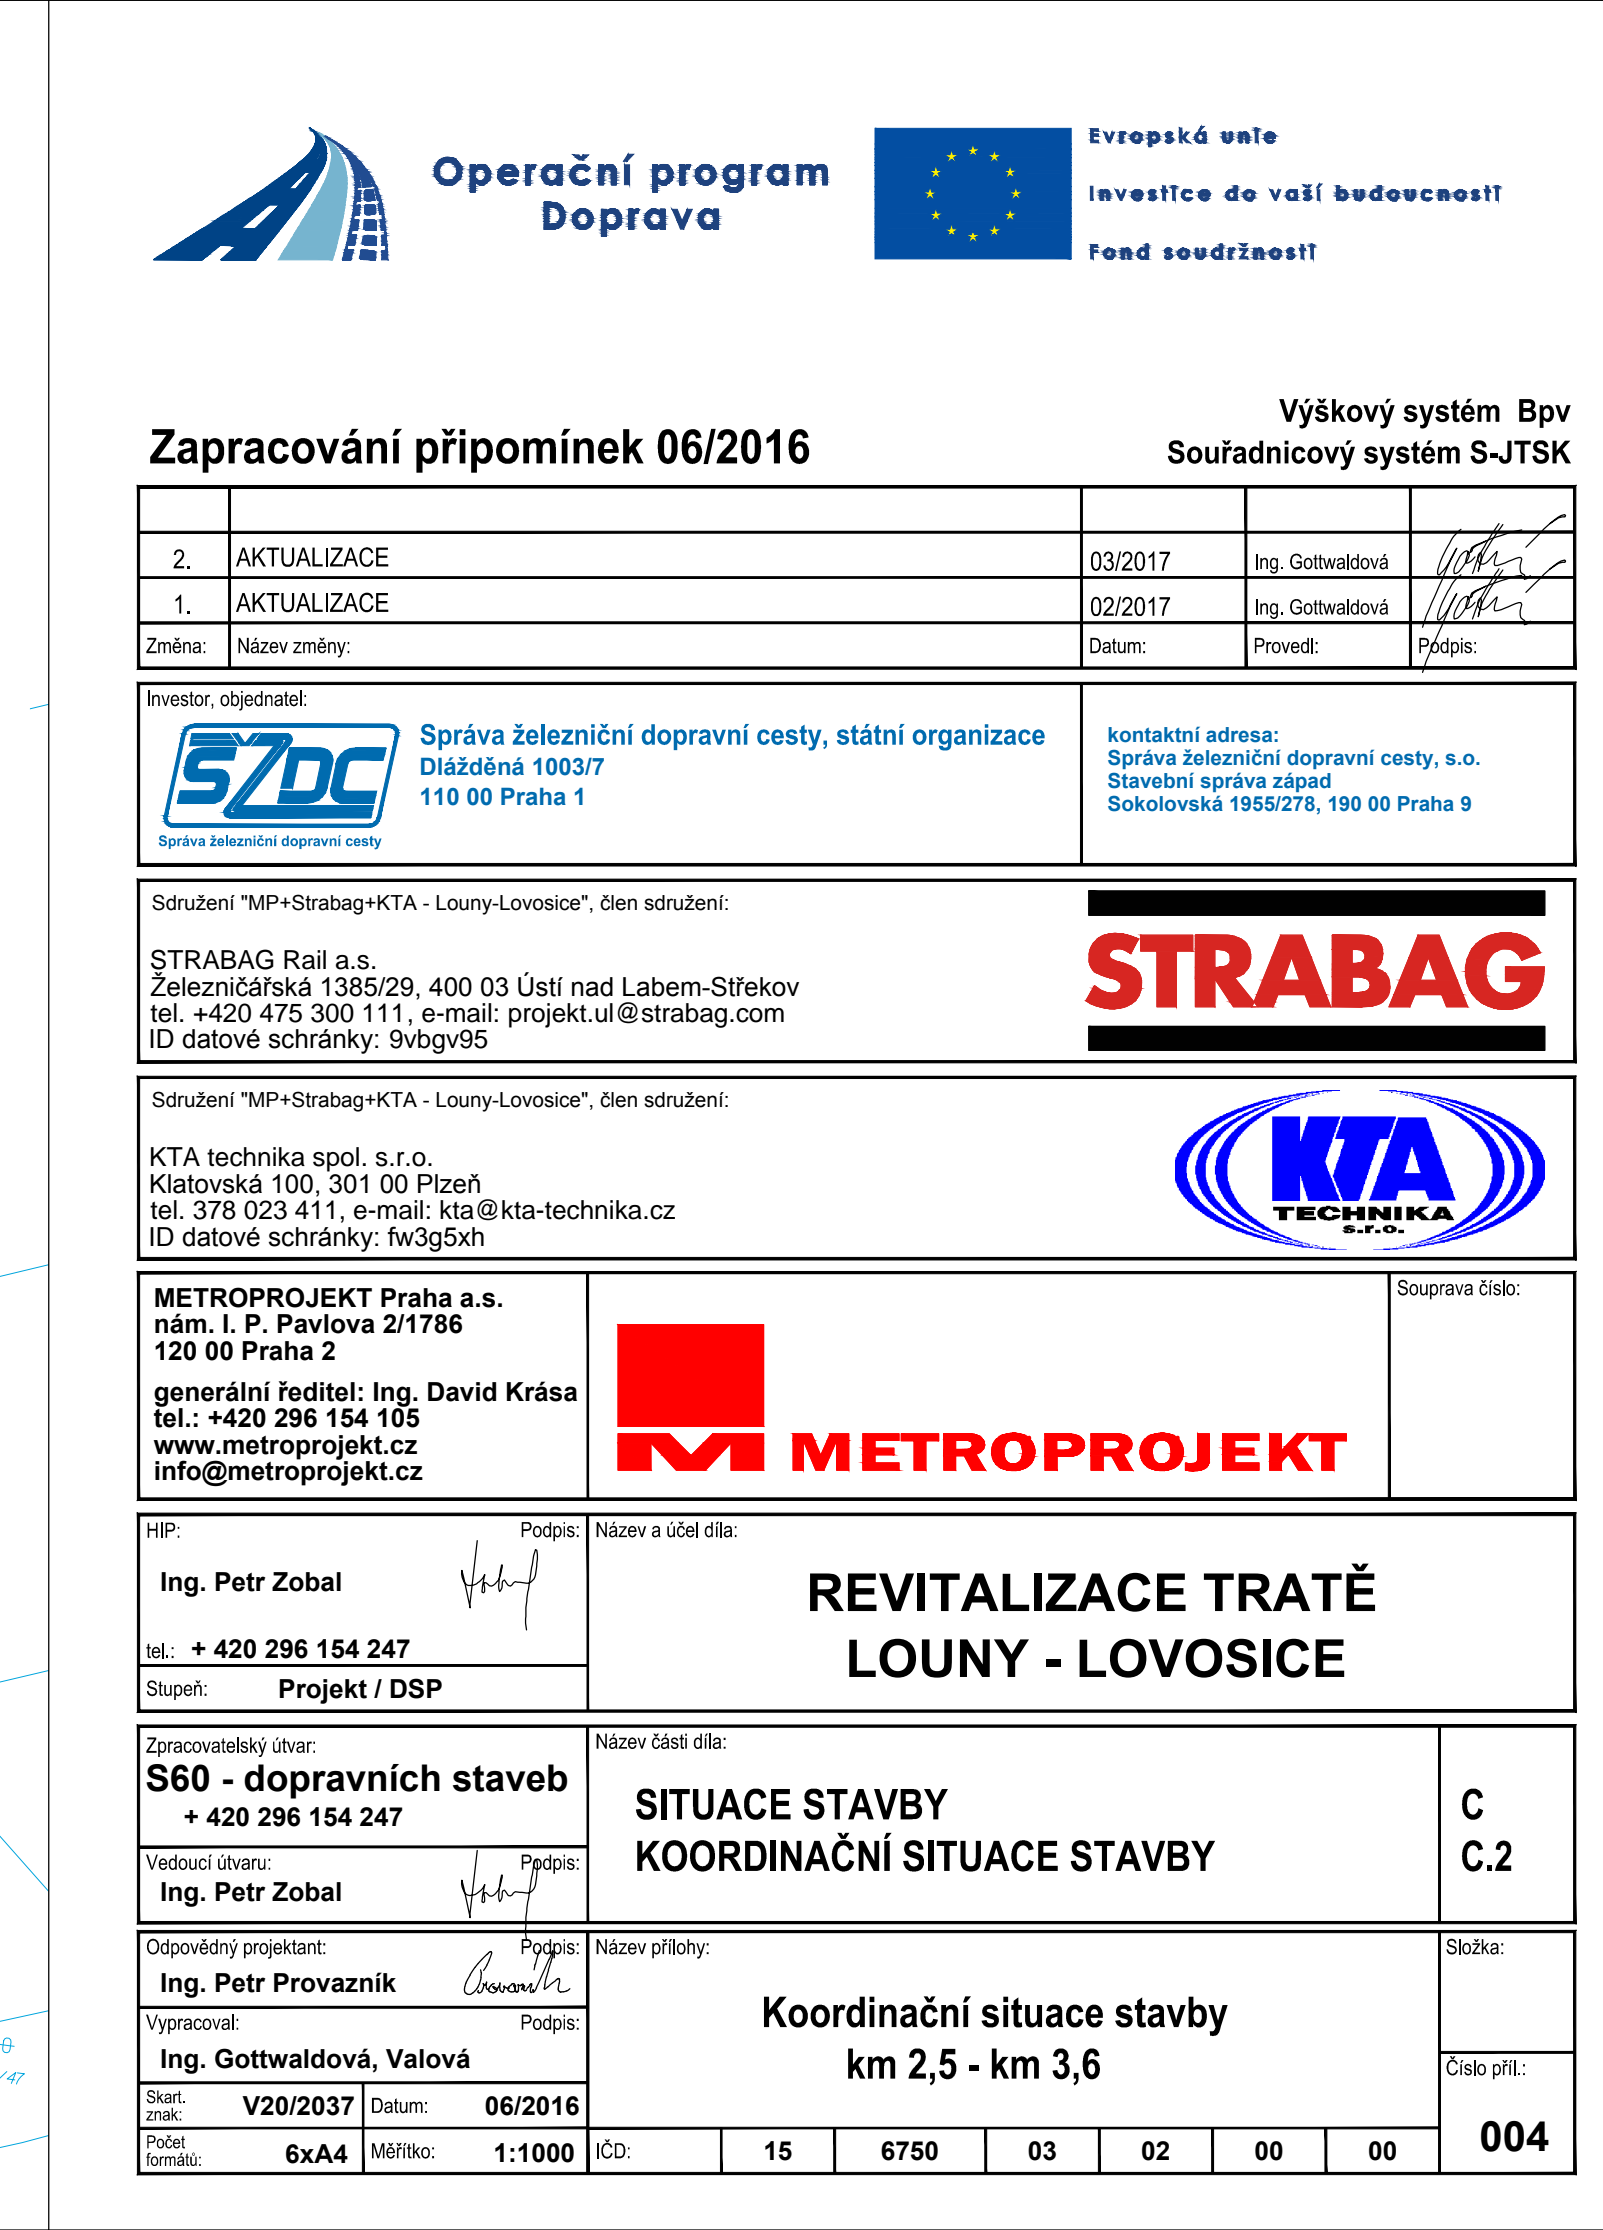 Operační program
Doprava
Evropská unie
Investice do vaší budoucnosti
Fond soudržnosti
Výškový systém Bpv
Zapracování připomínek 06/2016
Souřadnicový systém S-JTSK
2. AKTUALIZACE 03/2017 Ing. Gottwaldová
1. AKTUALIZACE 02/2017 Ing. Gottwaldová
Změna: Název změny: Datum: Provedl: Podpis:
Investor, objednatel:
SŽDC
Správa železniční dopravní cesty
Správa železniční dopravní cesty, státní organizace
Dlážděná 1003/7
110 00 Praha 1
kontaktní adresa:
Správa železniční dopravní cesty, s.o.
Stavební správa západ
Sokolovská 1955/278, 190 00 Praha 9
Sdružení "MP+Strabag+KTA - Louny-Lovosice", člen sdružení:
STRABAG Rail a.s.
Železničářská 1385/29, 400 03 Ústí nad Labem-Střekov
tel. +420 475 300 111, e-mail: projekt.ul@strabag.com
ID datové schránky: 9vbgv95
STRABAG
Sdružení "MP+Strabag+KTA - Louny-Lovosice", člen sdružení:
KTA technika spol. s.r.o.
Klatovská 100, 301 00 Plzeň
tel. 378 023 411, e-mail: kta@kta-technika.cz
ID datové schránky: fw3g5xh
KTA
TECHNIKA
s.r.o.
METROPROJEKT Praha a.s.
nám. I. P. Pavlova 2/1786
120 00 Praha 2
generální ředitel: Ing. David Krása
tel.: +420 296 154 105
www.metroprojekt.cz
info@metroprojekt.cz
METROPROJEKT
Souprava číslo:
HIP: Podpis:
Ing. Petr Zobal
tel.: + 420 296 154 247
Stupeň: Projekt / DSP
Název a účel díla:
REVITALIZACE TRATĚ
LOUNY - LOVOSICE
Zpracovatelský útvar:
S60 - dopravních staveb
+ 420 296 154 247
Vedoucí útvaru: Podpis:
Ing. Petr Zobal
Název části díla:
SITUACE STAVBY C
KOORDINAČNÍ SITUACE STAVBY C.2
Odpovědný projektant: Podpis:
Ing. Petr Provazník
Vypracoval: Podpis:
Ing. Gottwaldová, Valová
Skart. znak: V20/2037 Datum: 06/2016
Počet formátů: 6xA4 Měřítko: 1:1000
Název přílohy:
Koordinační situace stavby
km 2,5 - km 3,6
IČD: 15 6750 03 02 00 00
Složka:
Číslo příl.:
004